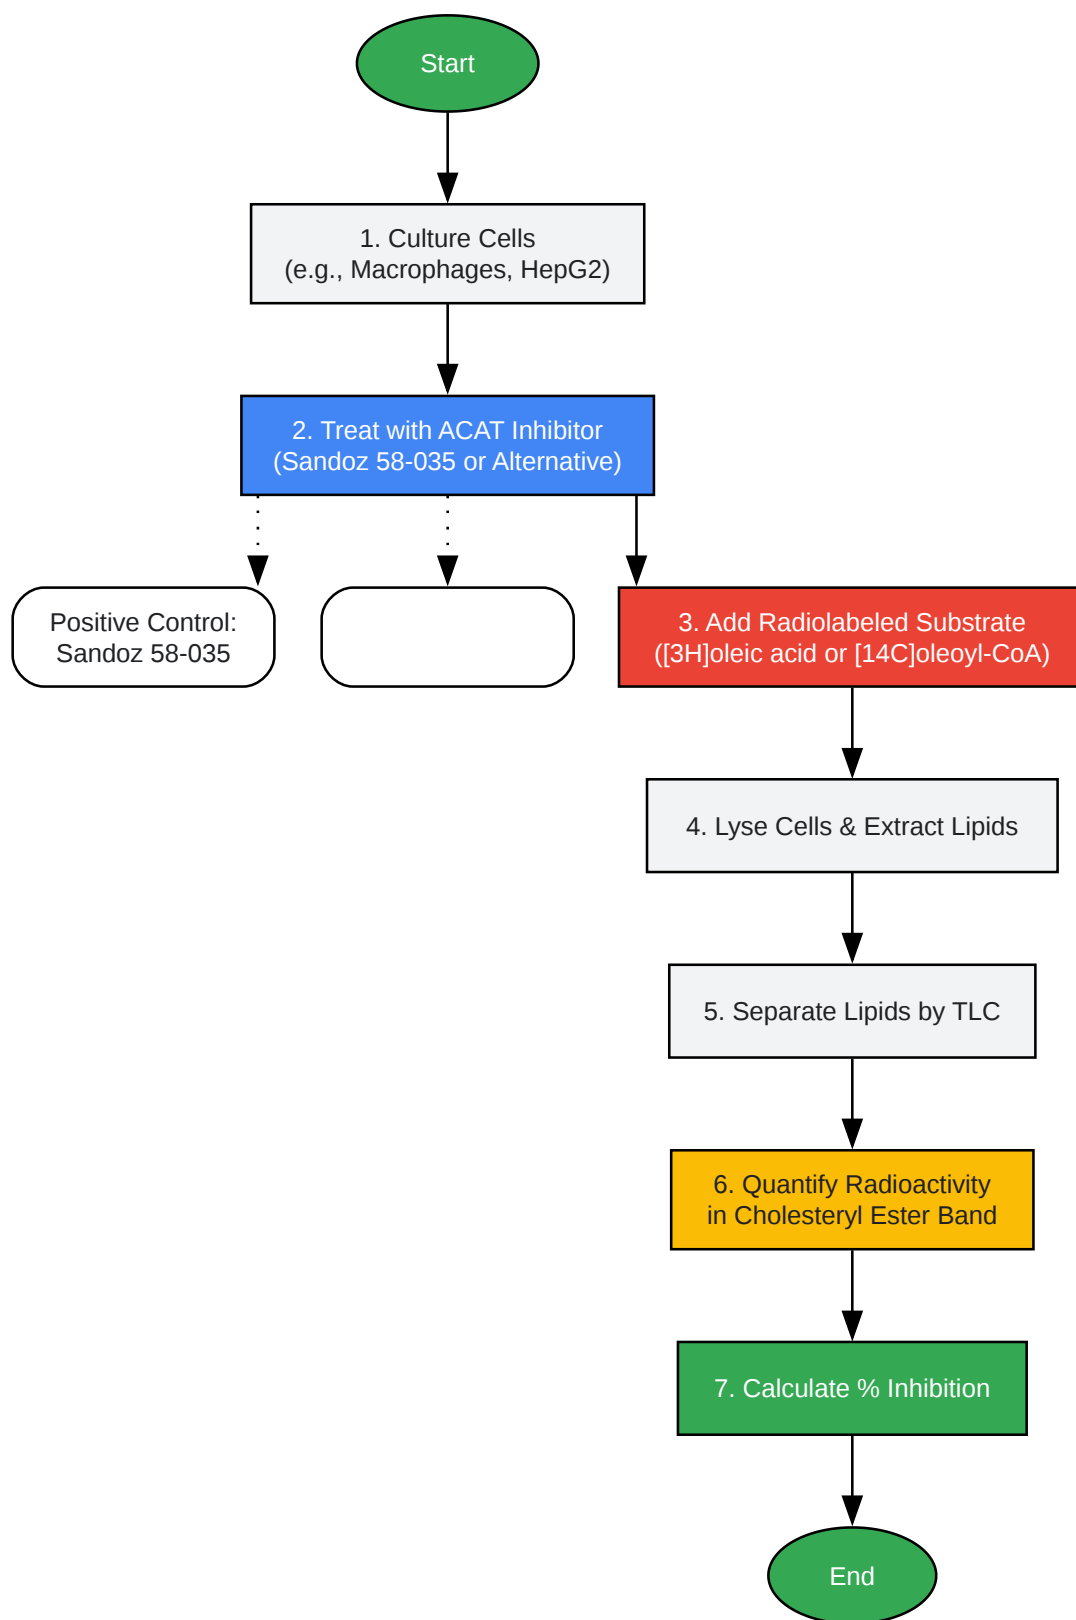 Start
1. Culture Cells
(e.g., Macrophages, HepG2)
2. Treat with ACAT Inhibitor
(Sandoz 58-035 or Alternative)
Positive Control:
Sandoz 58-035
3. Add Radiolabeled Substrate
([3H]oleic acid or [14C]oleoyl-CoA)
4. Lyse Cells & Extract Lipids
5. Separate Lipids by TLC
6. Quantify Radioactivity
in Cholesteryl Ester Band
7. Calculate % Inhibition
End